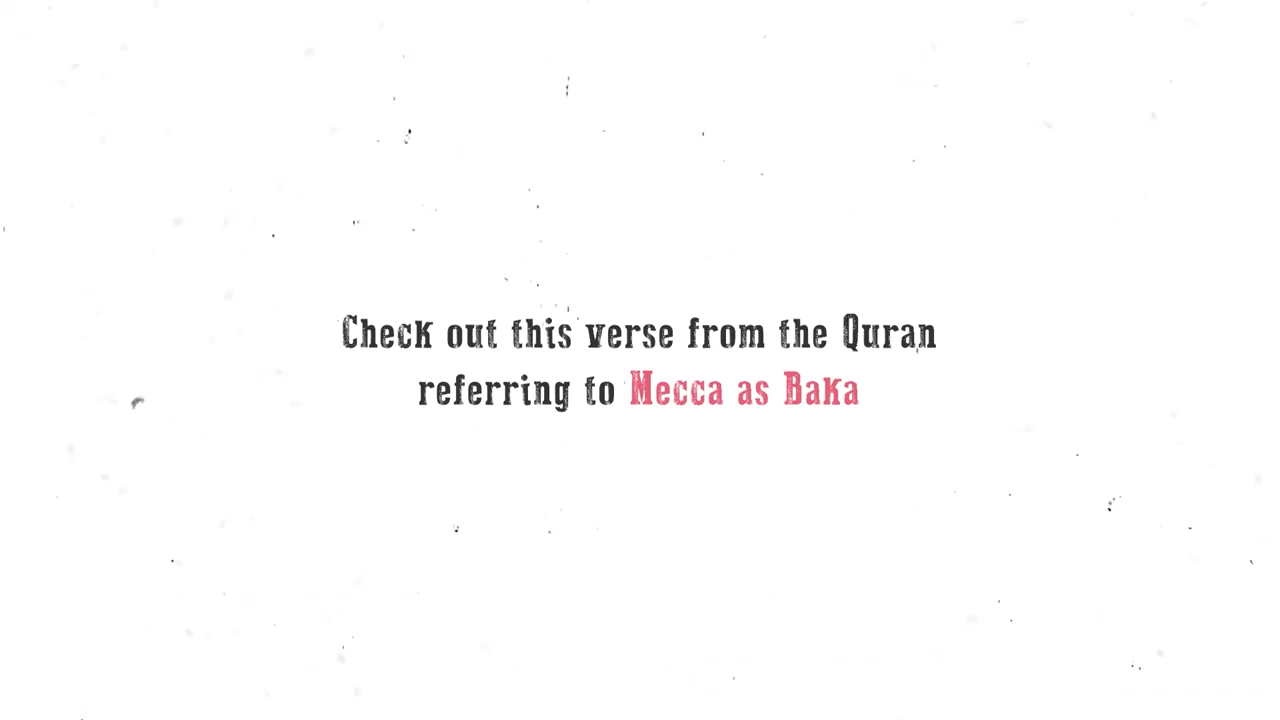 Check out this verse from the Quran
referring to Mecca as Baka